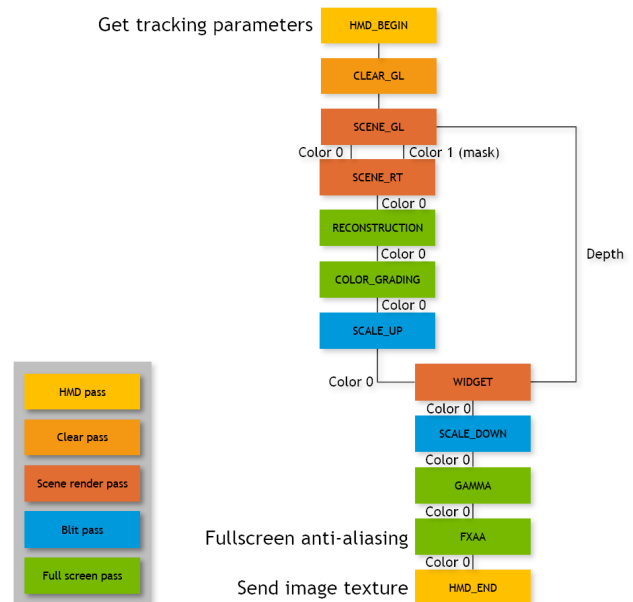 Get tracking parameters
HMD_BEGIN
CLEAR_GL
SCENE_GL
Color 0
Color 1 (mask)
SCENE_RT
Color 0
RECONSTRUCTION
Color 0
COLOR_GRADING
Depth
Color 0
SCALE_UP
Color 0
WIDGET
Color 0
SCALE_DOWN
Color 0
GAMMA
Color 0
Fullscreen anti-aliasing
FXAA
Color 0
Send image texture
HMD_END
HMD pass
Clear pass
Scene render pass
Blit pass
Full screen pass